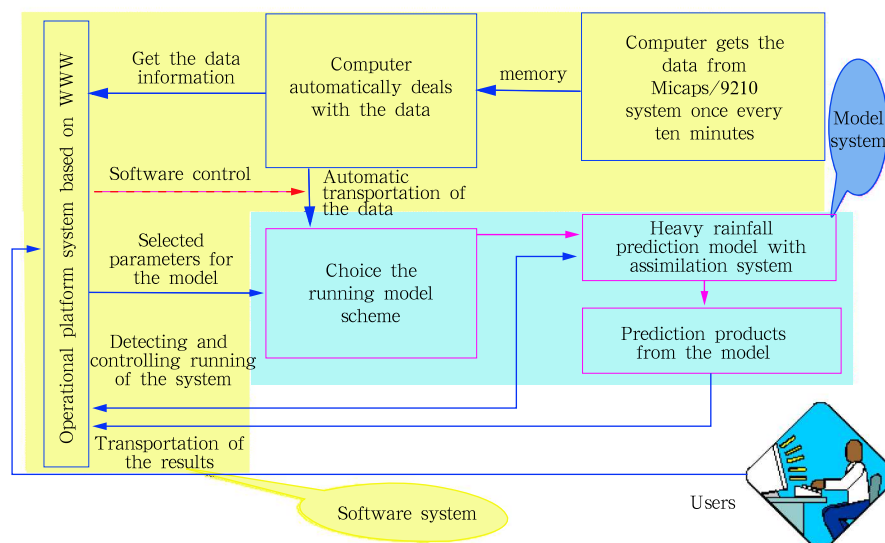 Operational platform system based on WWW
Get the data
information
Computer
automatically deals
with the data
memory
Computer gets the
data from
Micaps/9210
system once every
ten minutes
Model
system
Software control
Automatic
transportation of
the data
Selected
parameters for
the model
Choice the
running model
scheme
Heavy rainfall
prediction model with
assimilation system
Prediction products
from the model
Detecting and
controlling running
of the system
Transportation of
the results
Users
Software system